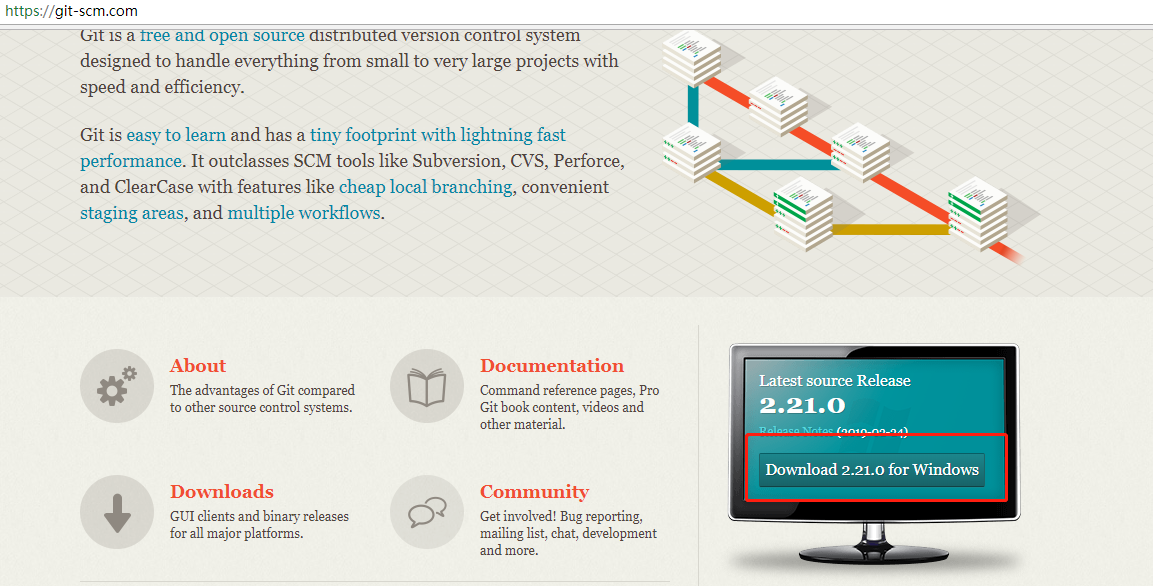 https://git-scm.com
Git is a free and open source distributed version control system
designed to handle everything from small to very large projects with
speed and efficiency.
Git is easy to learn and has a tiny footprint with lightning fast
performance. It outclasses SCM tools like Subversion, CVS, Perforce,
and ClearCase with features like cheap local branching, convenient
staging areas, and multiple workflows.
About
The advantages of Git compared
to other source control systems.
Documentation
Command reference pages, Pro
Git book content, videos and
other material.
Downloads
GUI clients and binary releases
for all major platforms.
Community
Get involved! Bug reporting,
mailing list, chat, development
and more.
Latest source Release
2.21.0
Release Notes (2019-02-24)
Download 2.21.0 for Windows